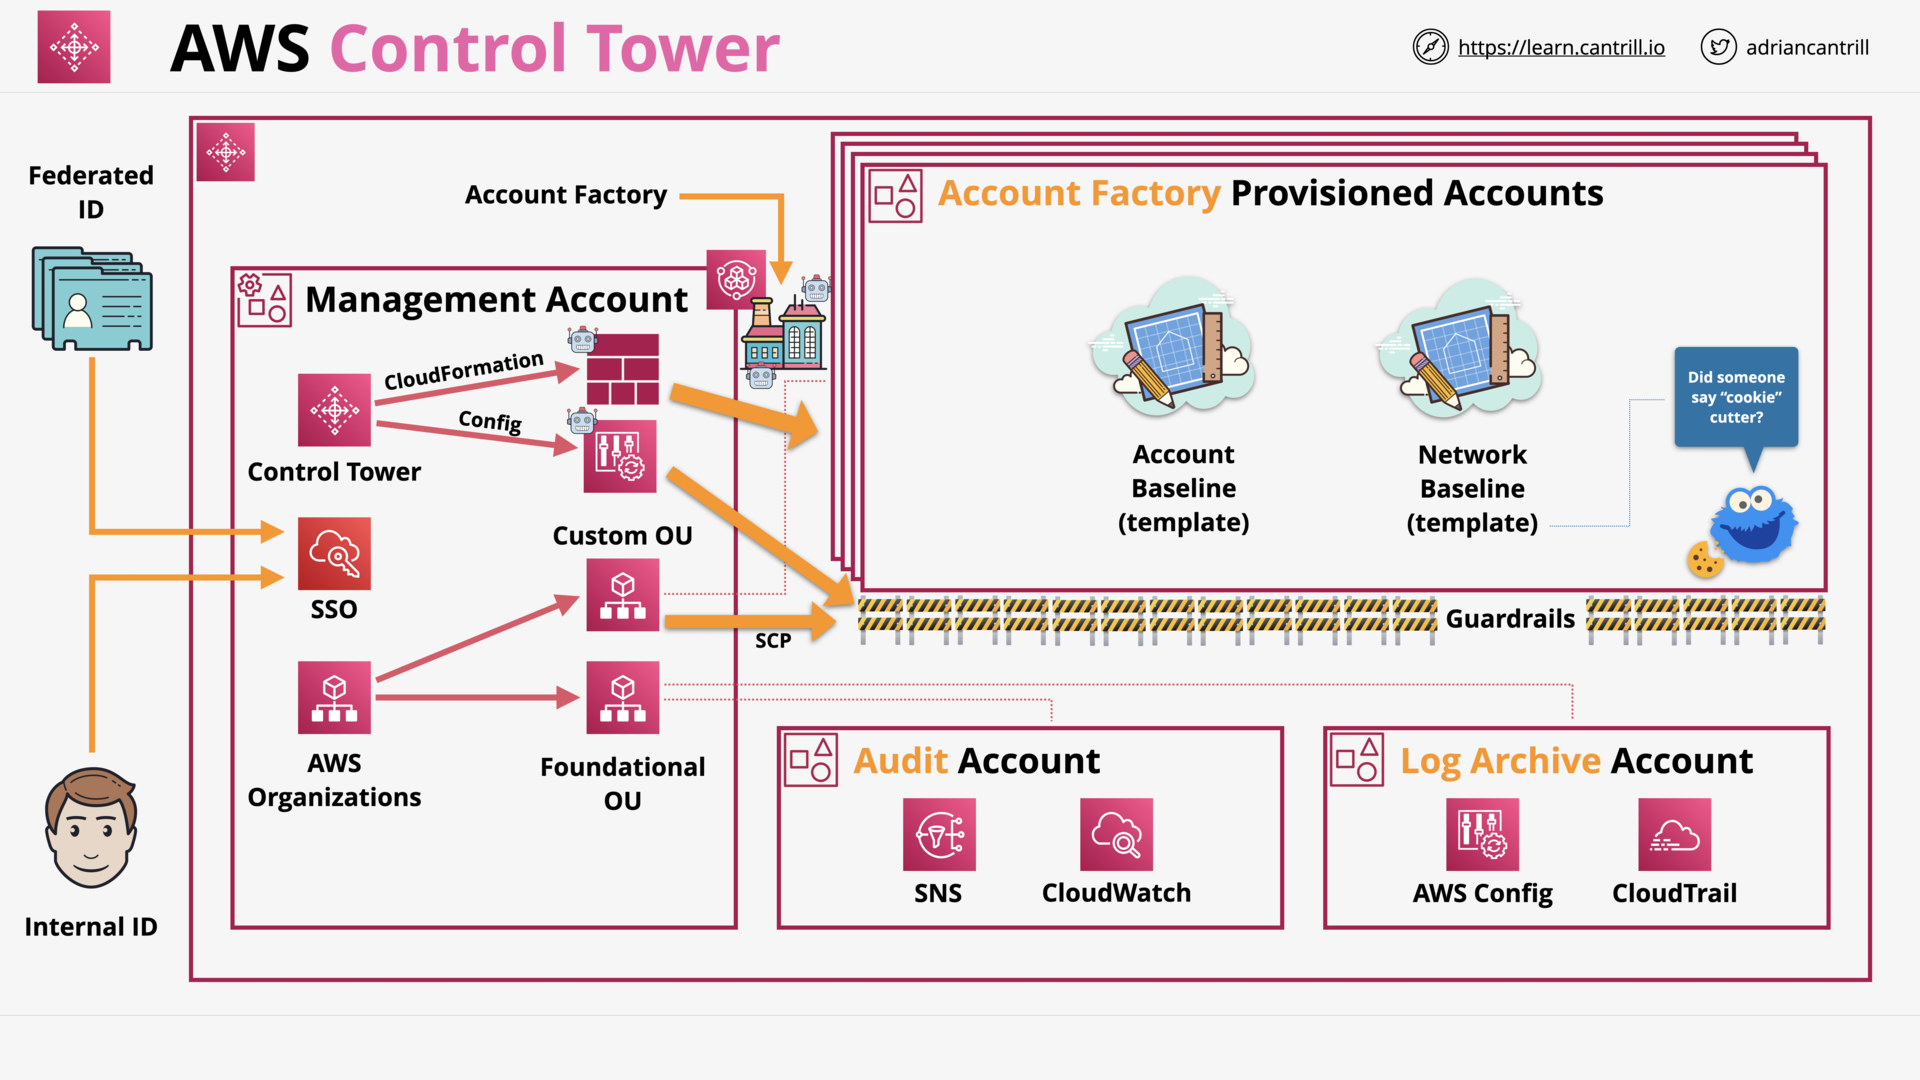 AWS Control Tower
https://learn.cantrill.io
adriancantrill
Federated
ID
Account Factory
Account Factory Provisioned Accounts
Management Account
CloudFormation
Config
Control Tower
Custom OU
SSO
SCP
AWS
Organizations
Foundational
OU
Internal ID
Account
Baseline
(template)
Network
Baseline
(template)
Did someone
say “cookie”
cutter?
Guardrails
Audit Account
SNS
CloudWatch
Log Archive Account
AWS Config
CloudTrail